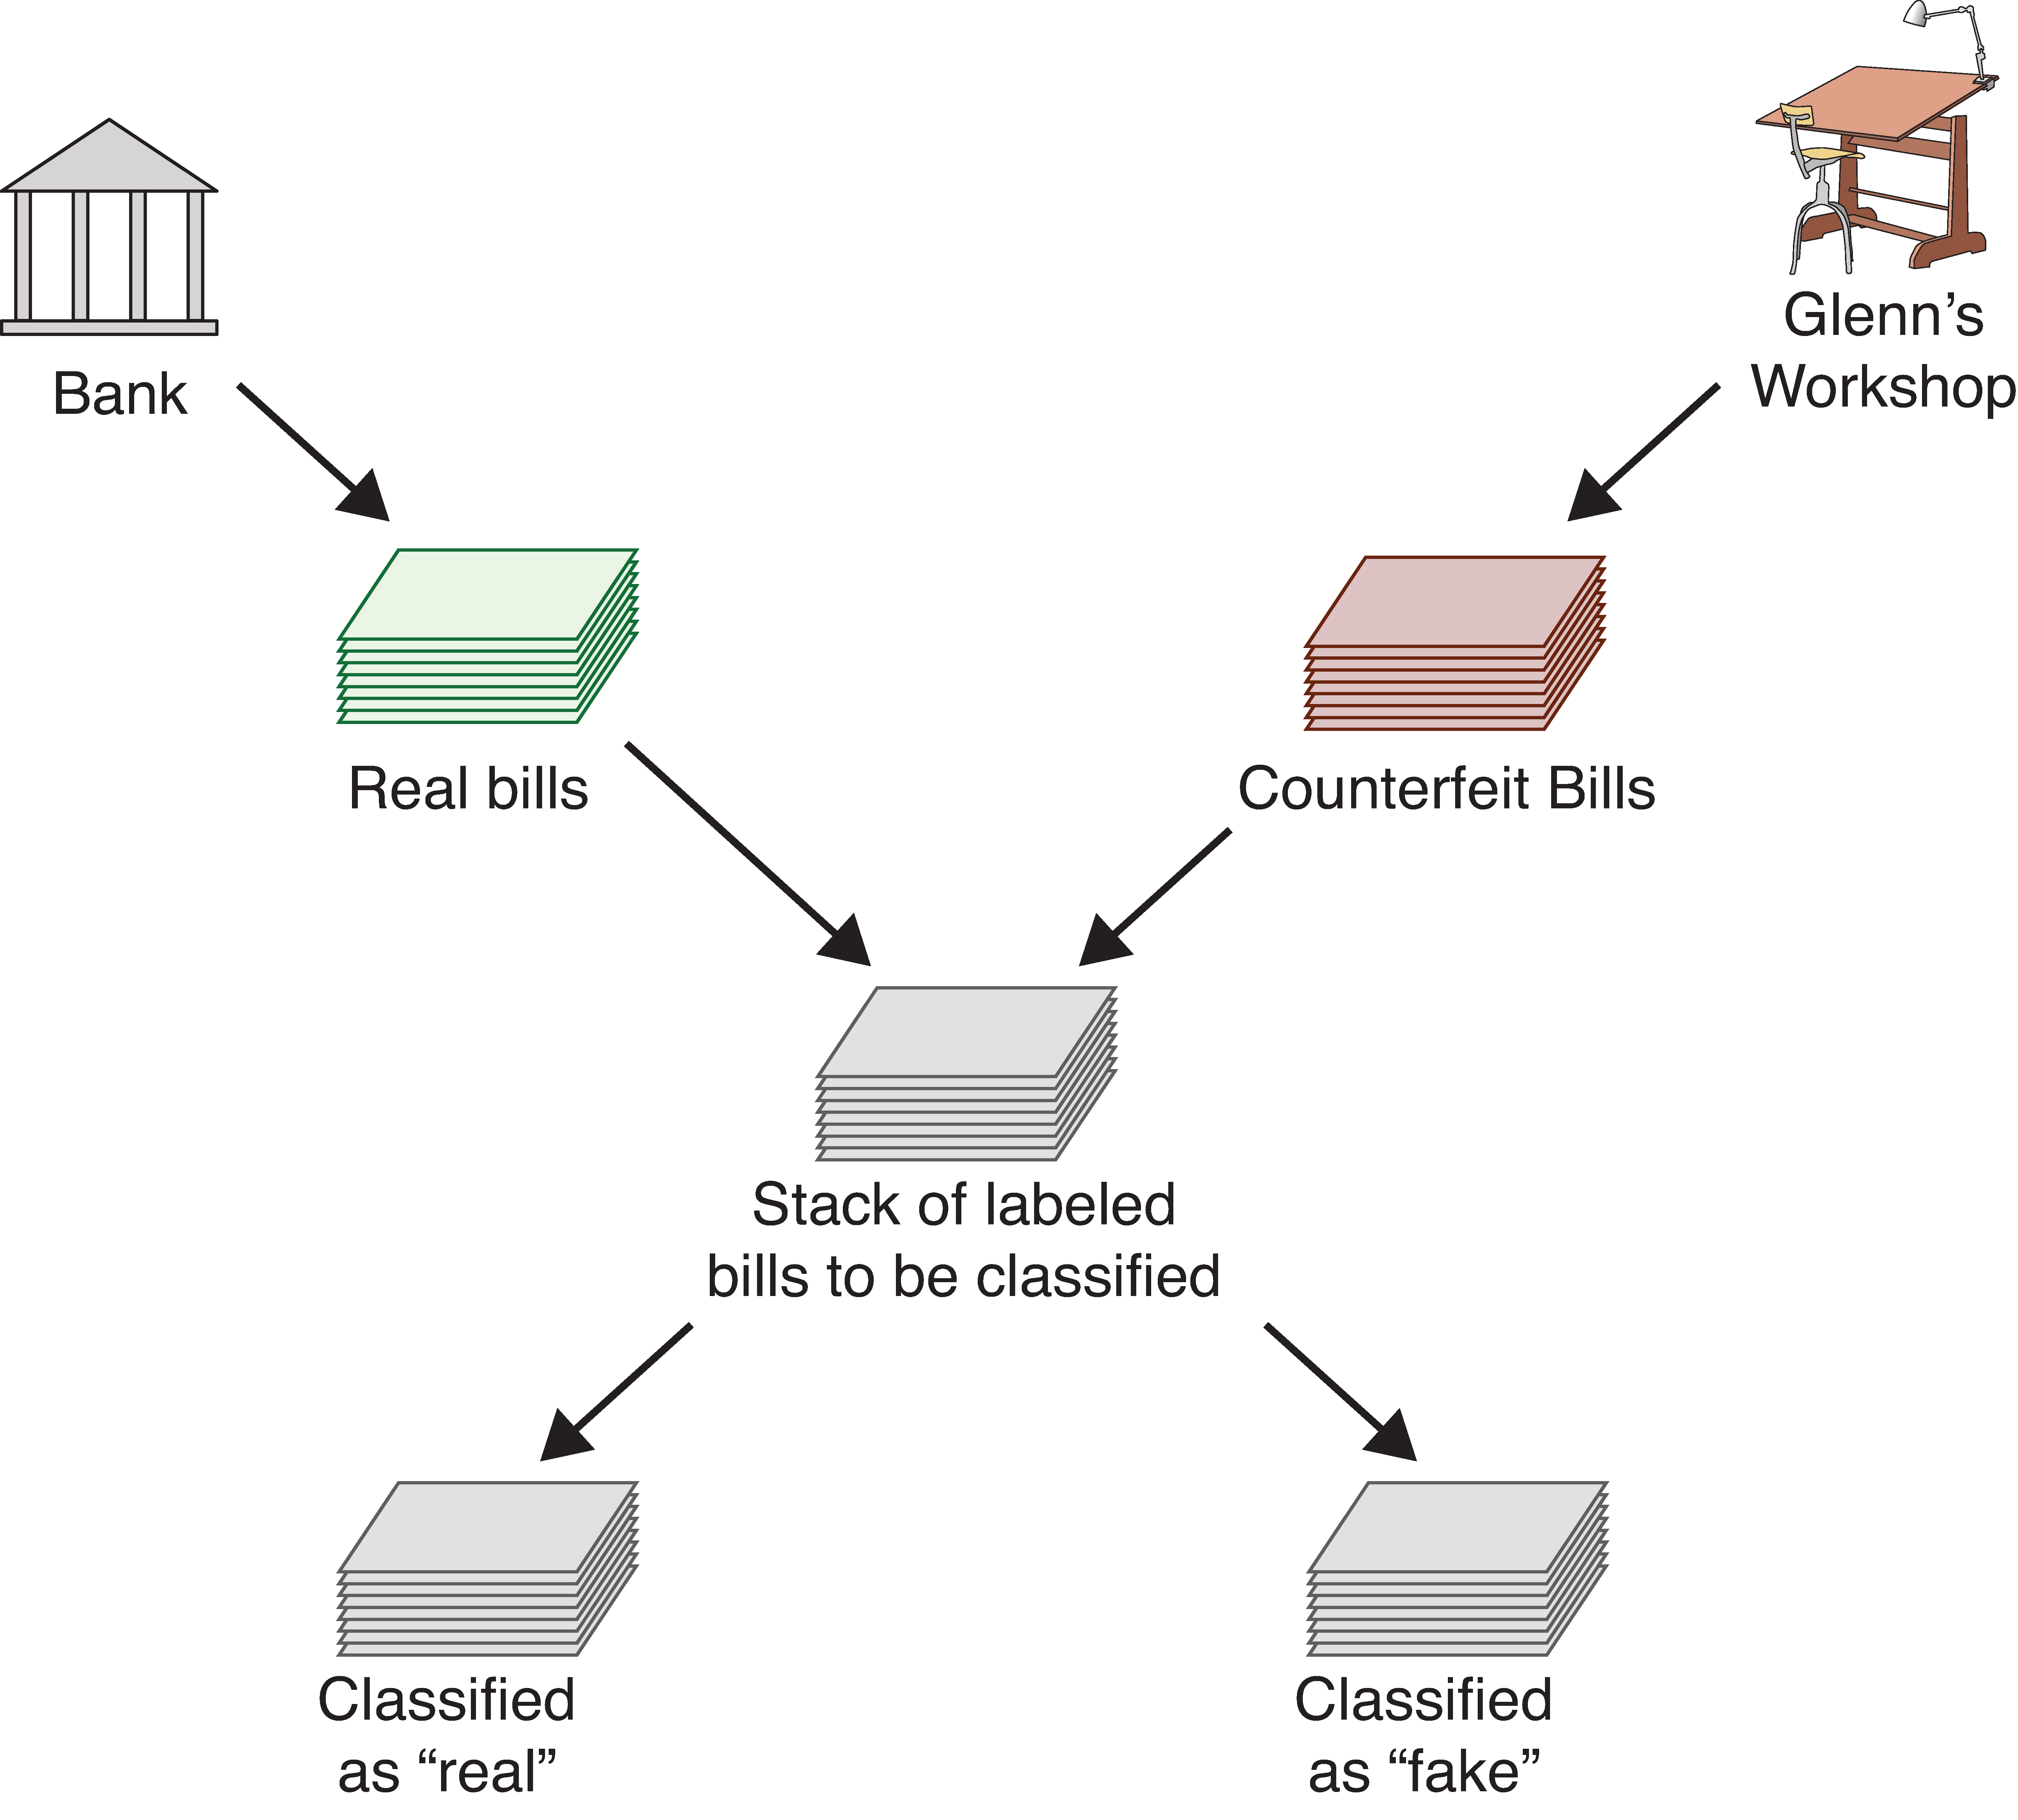 Bank
Glenn’s
Workshop
Real bills
Counterfeit Bills
Stack of labeled
bills to be classified
Classified
as “real”
Classified
as “fake”